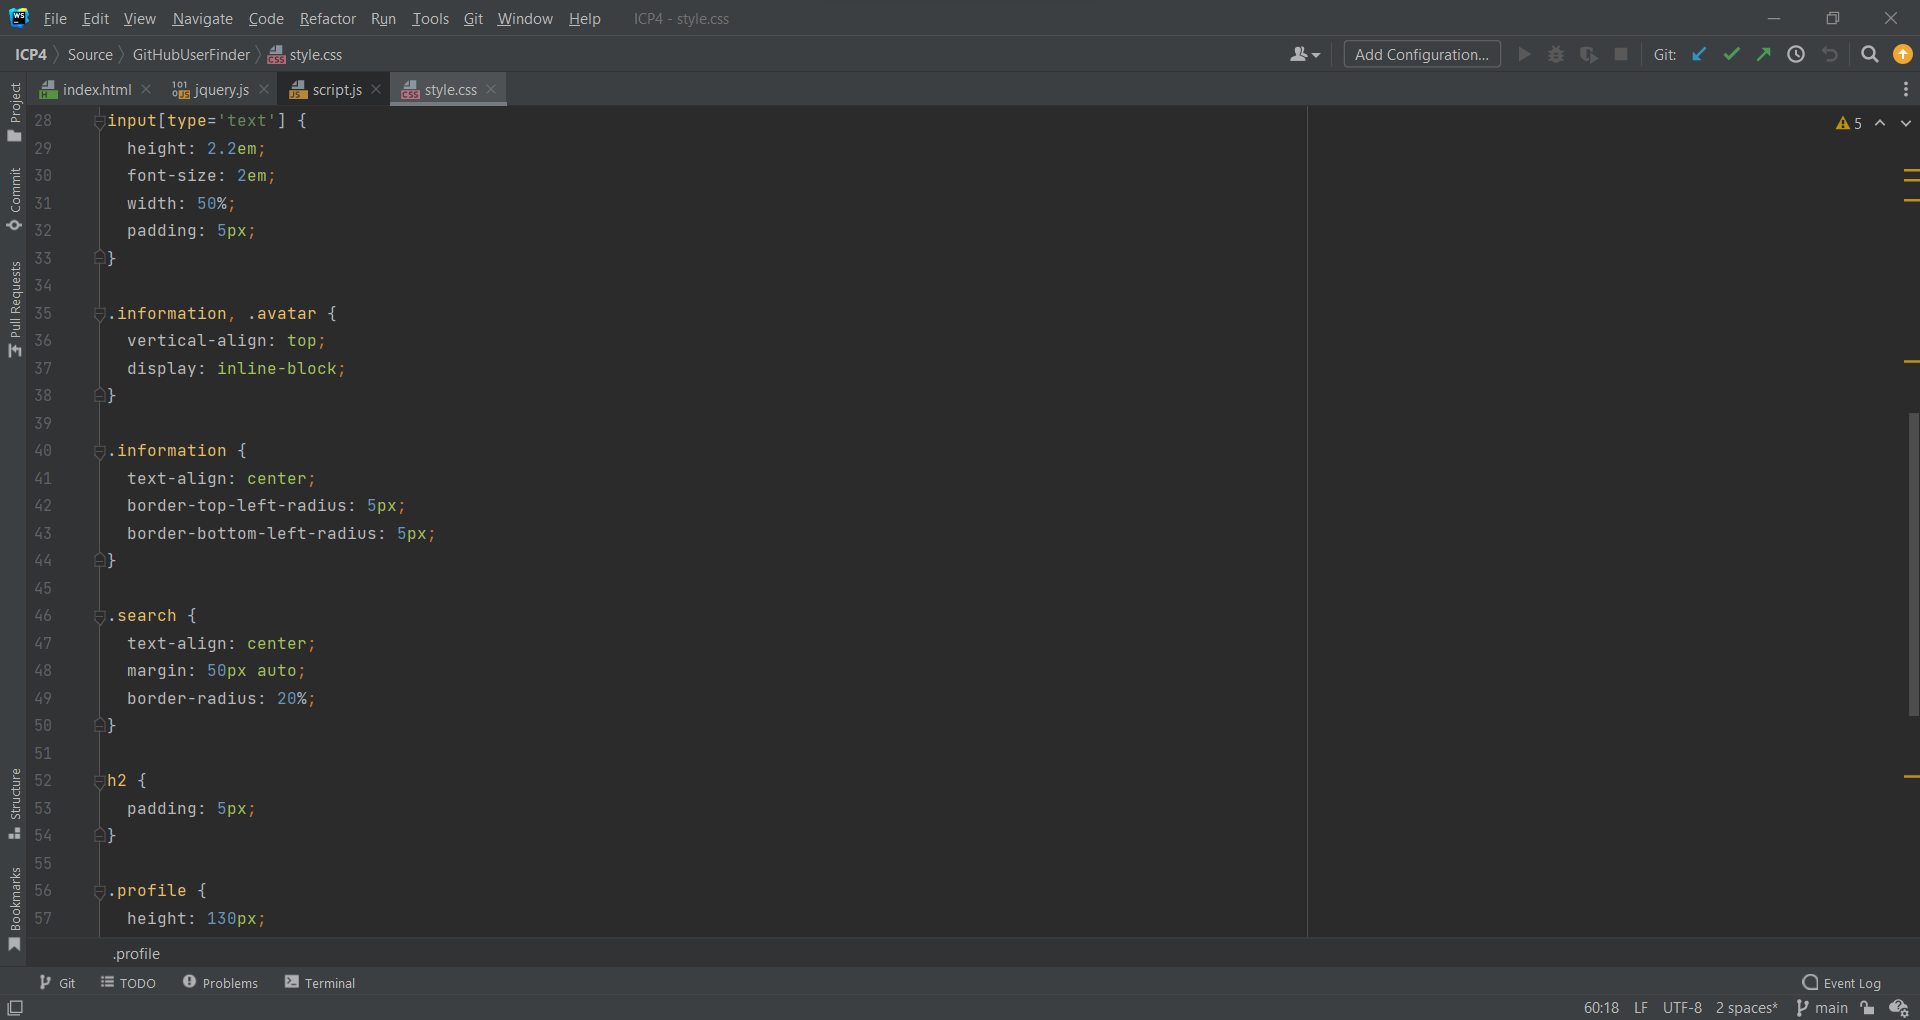 WS File Edit View Navigate Code Refactor Run Tools Git Window Help ICP4 - style.css
ICP4 Source GitHubUserFinder CSS style.css Add Configuration... Git:
H index.html 101 0 JS jquery.js JS script.js CSS style.css
Project
Commit
Pull Requests
Structure
Bookmarks
5
28 input[type='text'] {
29 height: 2.2em;
30 font-size: 2em;
31 width: 50%;
32 padding: 5px;
33 }
34
35 .information, .avatar {
36 vertical-align: top;
37 display: inline-block;
38 }
39
40 .information {
41 text-align: center;
42 border-top-left-radius: 5px;
43 border-bottom-left-radius: 5px;
44 }
45
46 .search {
47 text-align: center;
48 margin: 50px auto;
49 border-radius: 20%;
50 }
51
52 h2 {
53 padding: 5px;
54 }
55
56 .profile {
57 height: 130px;
.profile
Git TODO Problems Terminal Event Log
60:18 LF UTF-8 2 spaces* main